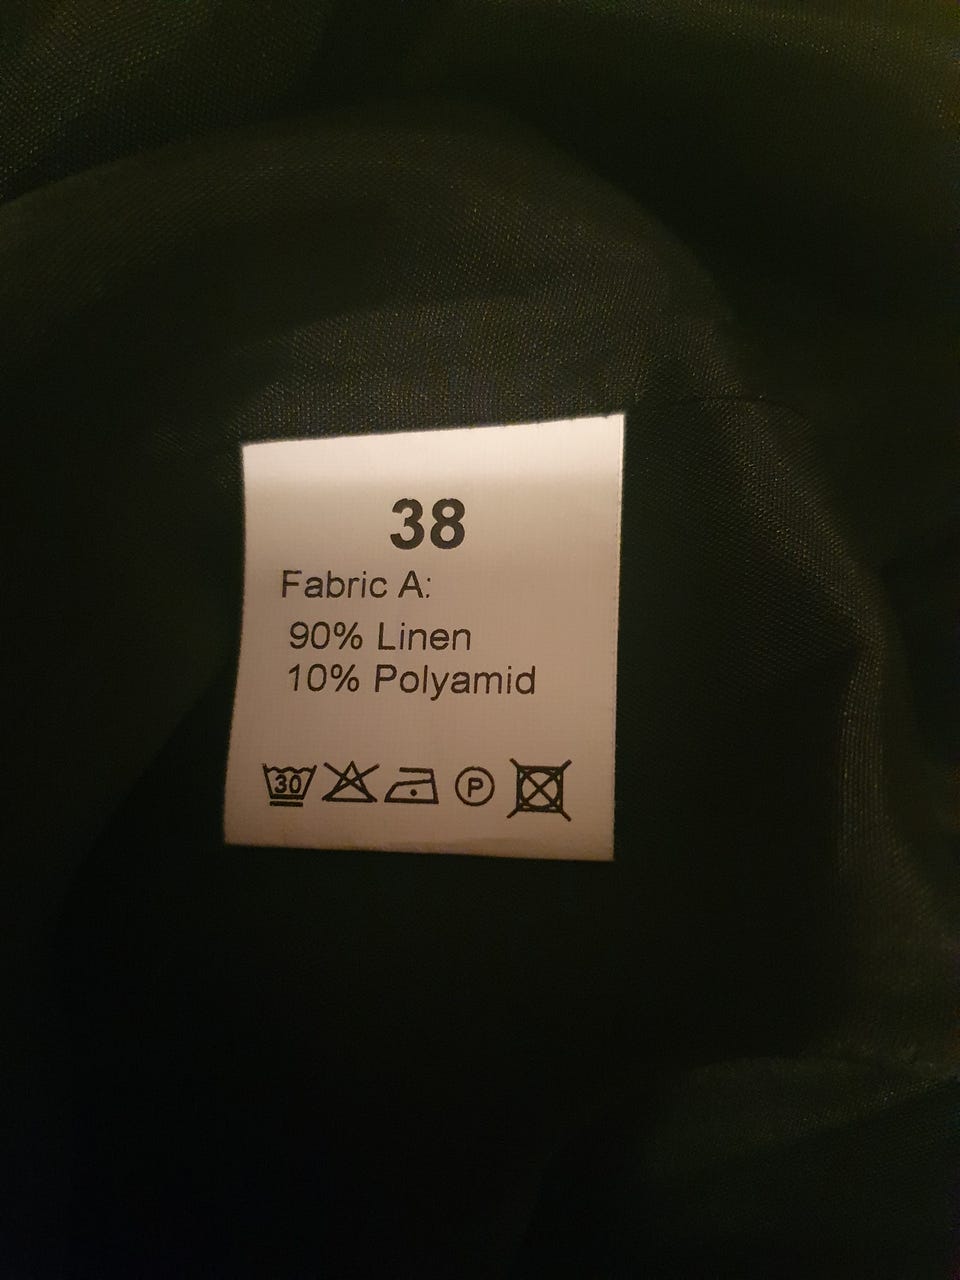 38
Fabric A:
90% Linen
10% Polyamid
30 P